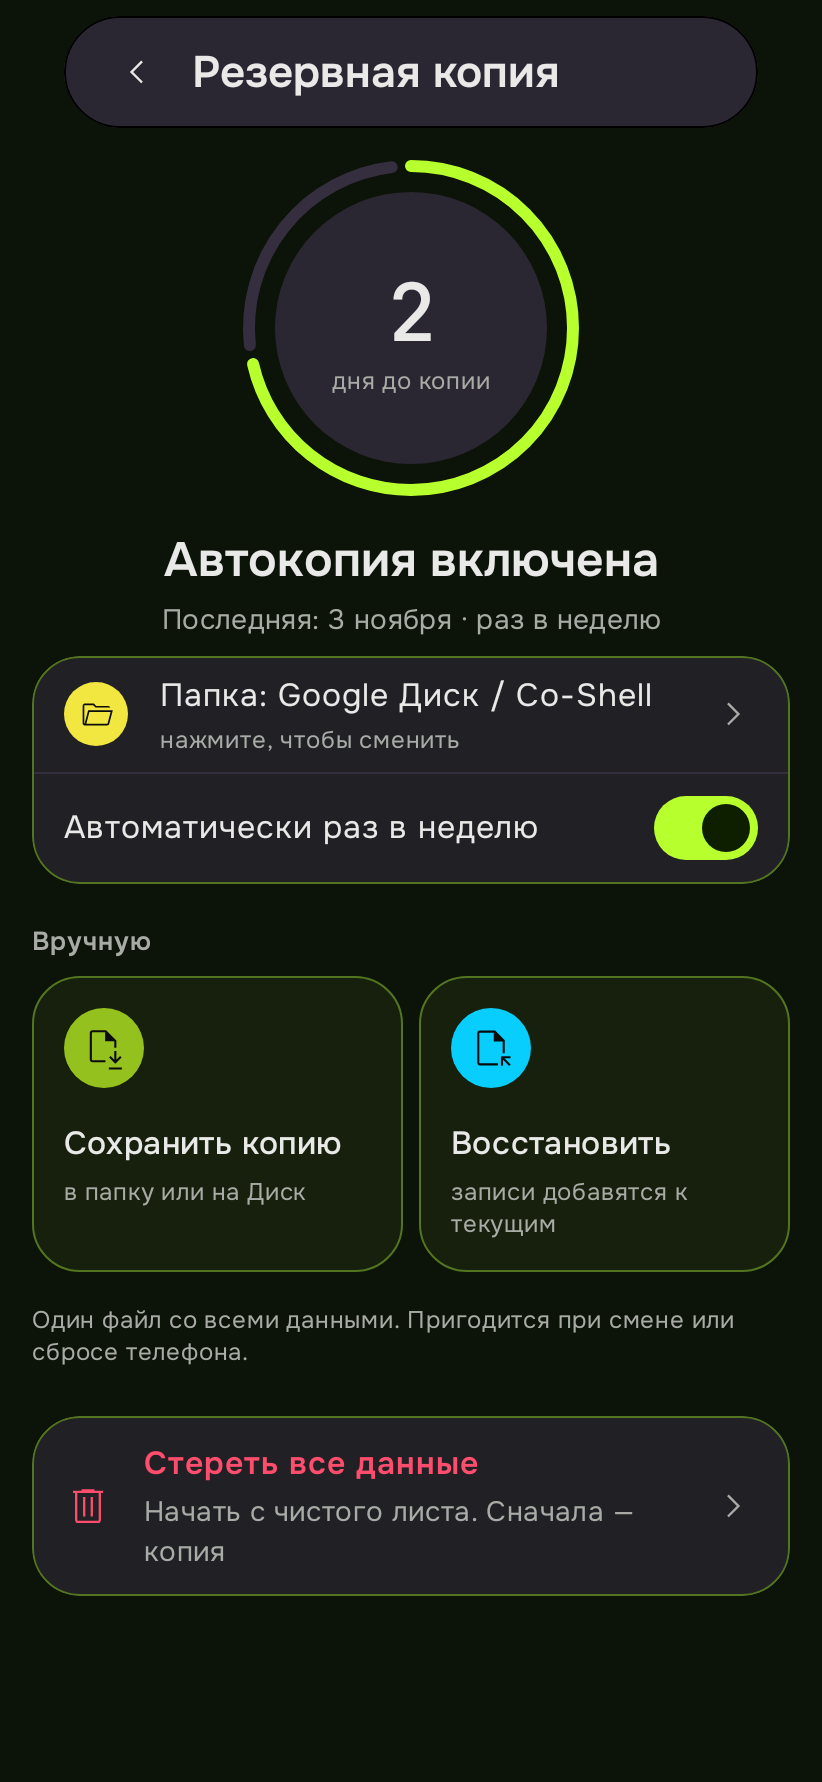 Резервная копия
2
дня до копии
Автокопия включена
Последняя: 3 ноября · раз в неделю
Папка: Google Диск / Co-Shell
нажмите, чтобы сменить
Автоматически раз в неделю
Вручную
Сохранить копию
в папку или на Диск
Восстановить
записи добавятся к
текущим
Один файл со всеми данными. Пригодится при смене или
сбросе телефона.
Стереть все данные
Начать с чистого листа. Сначала —
копия